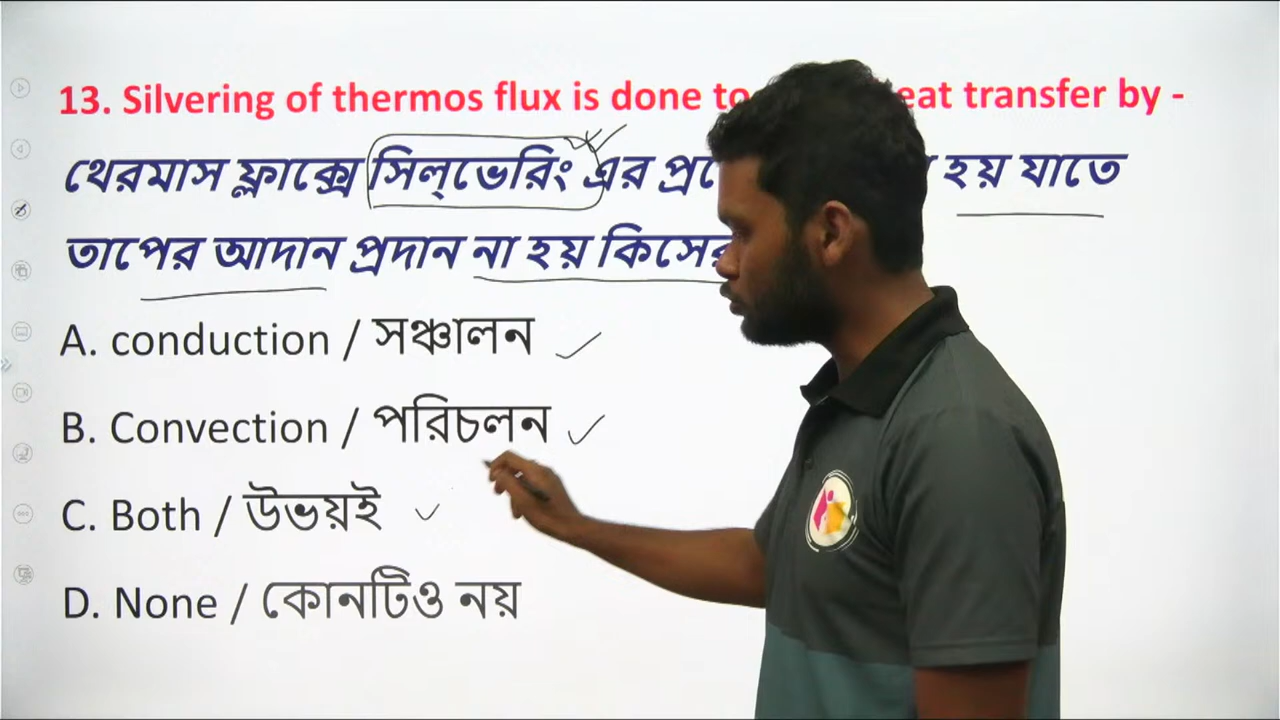 13. Silvering of thermos flux is done to eat transfer by -
থেরমাস ফ্লাক্সে সিল্‌ভেরিং এর হয় যাতে
তাপের আদান প্রদান না হয় কিসের
A. conduction / সঞ্চালন
B. Convection / পরিচলন
C. Both / উভয়ই
D. None / কোনটিও নয়